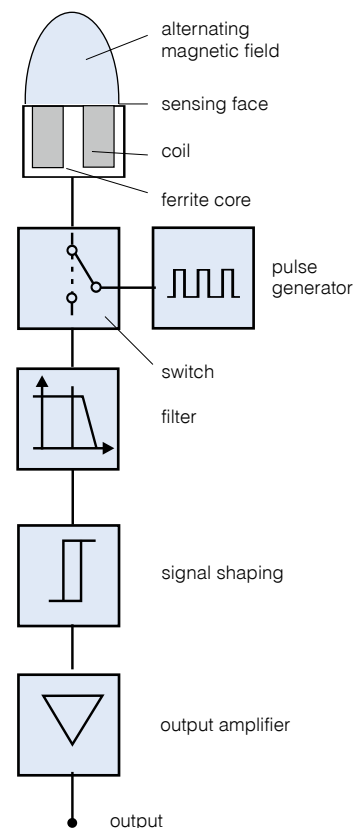 alternating
magnetic field
sensing face
coil
ferrite core
pulse
generator
switch
filter
signal shaping
output amplifier
output